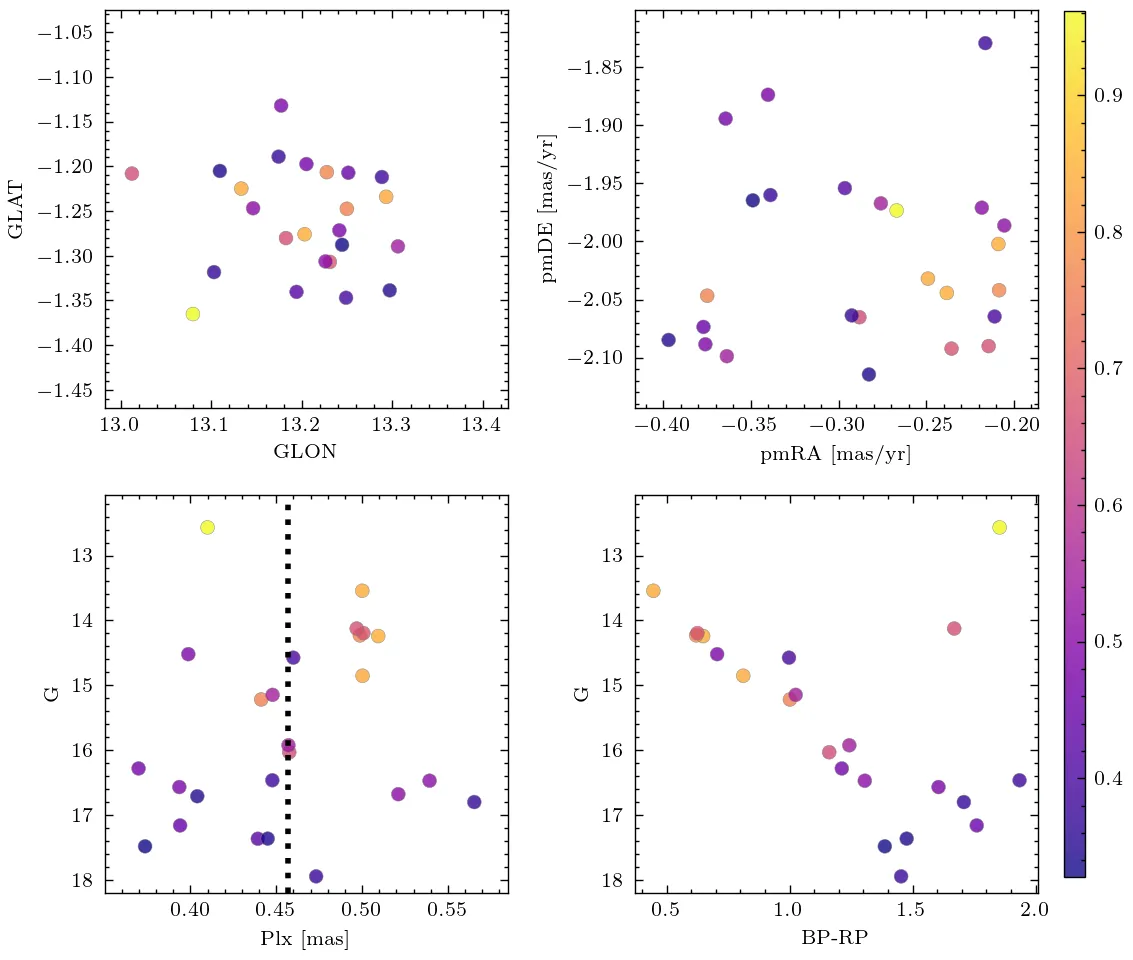 −1.05
−1.10
−1.15
−1.20
−1.25
−1.30
−1.35
−1.40
−1.45
GLAT
13.0 13.1 13.2 13.3 13.4
GLON
−1.85
−1.90
−1.95
−2.00
−2.05
−2.10
pmDE [mas/yr]
−0.40 −0.35 −0.30 −0.25 −0.20
pmRA [mas/yr]
13
14
15
16
17
18
G
0.40 0.45 0.50 0.55
Plx [mas]
13
14
15
16
17
18
G
0.5 1.0 1.5 2.0
BP-RP
0.9
0.8
0.7
0.6
0.5
0.4